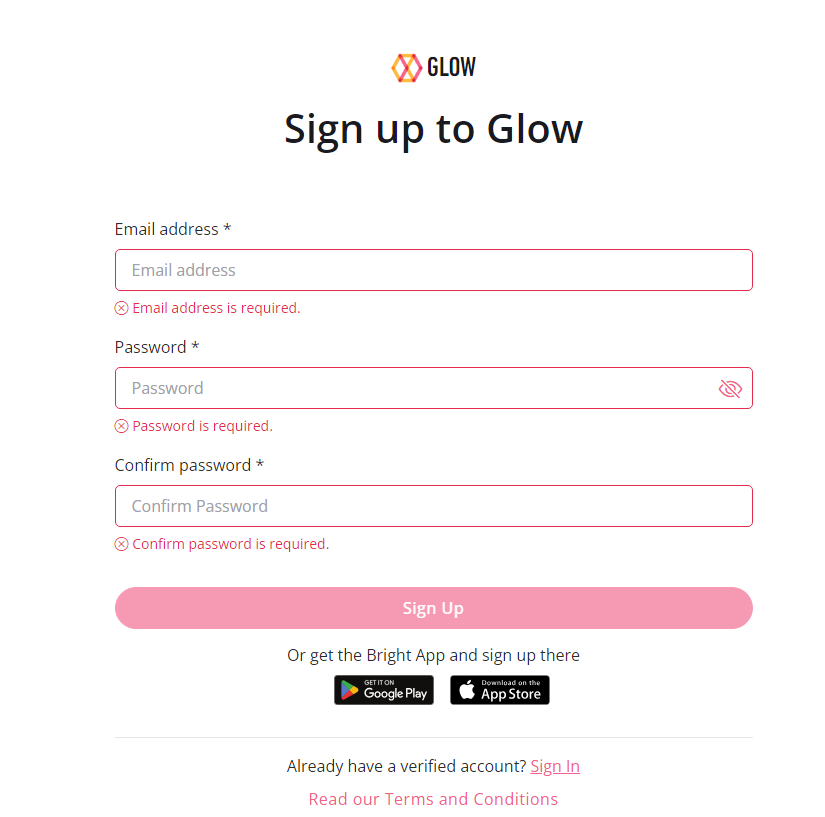 GLOW
Sign up to Glow
Email address *
Email address
Email address is required.
Password *
Password
Password is required.
Confirm password *
Confirm Password
Confirm password is required.
Sign Up
Or get the Bright App and sign up there
GET IT ON
Google Play
Download on the
App Store
Already have a verified account? Sign In
Read our Terms and Conditions